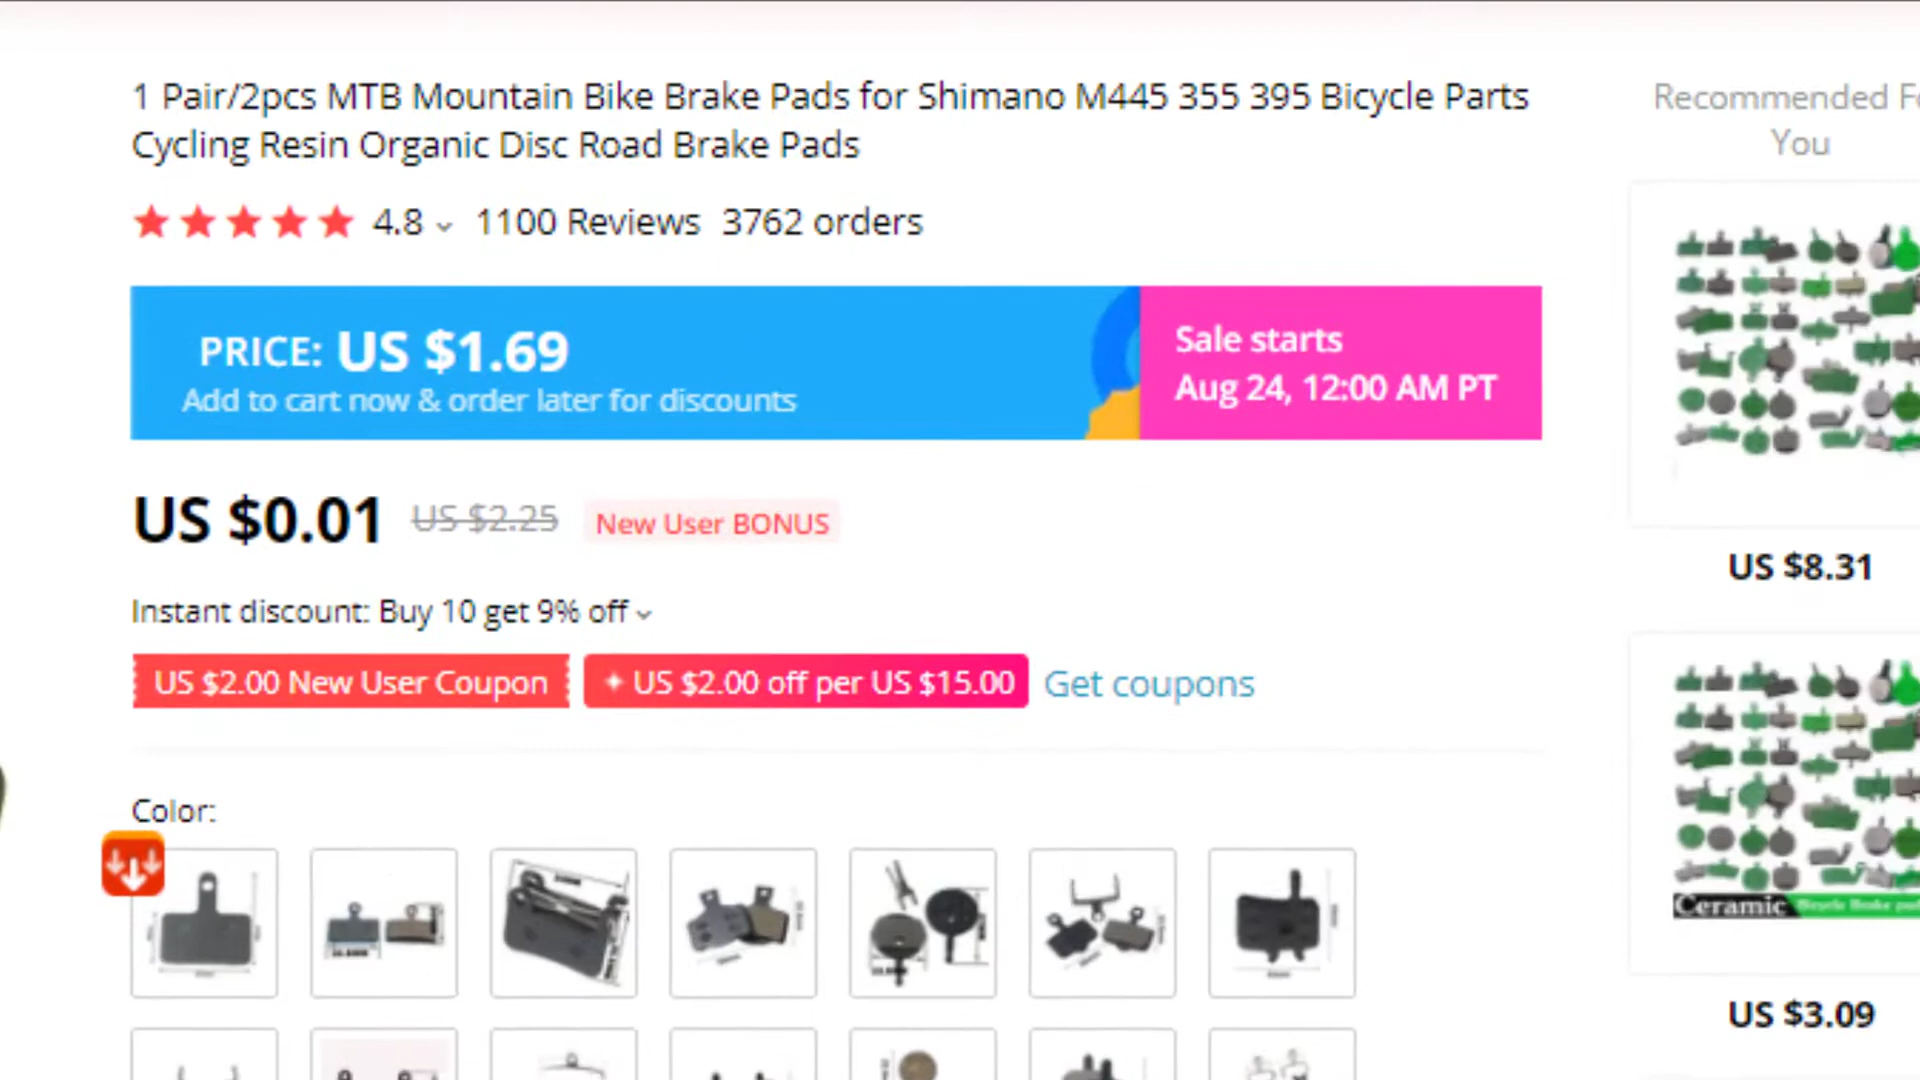 1 Pair/2pcs MTB Mountain Bike Brake Pads for Shimano M445 355 395 Bicycle Parts
Cycling Resin Organic Disc Road Brake Pads
4.8 1100 Reviews 3762 orders
PRICE: US $1.69
Add to cart now & order later for discounts
Sale starts
Aug 24, 12:00 AM PT
US $0.01 US $2.25 New User BONUS
Instant discount: Buy 10 get 9% off
US $2.00 New User Coupon US $2.00 off per US $15.00 Get coupons
Color:
Recommended Fo
You
US $8.31
Ceramic Bicycle Brake pad
US $3.09